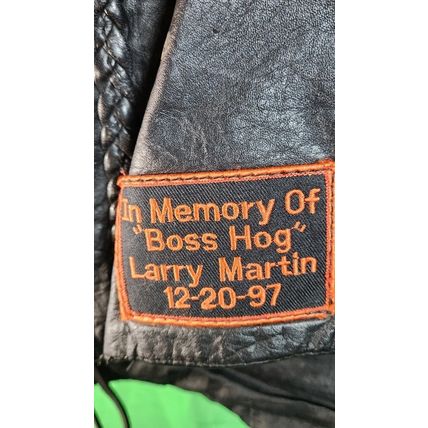 In Memory Of
"Boss Hog"
Larry Martin
12-20-97